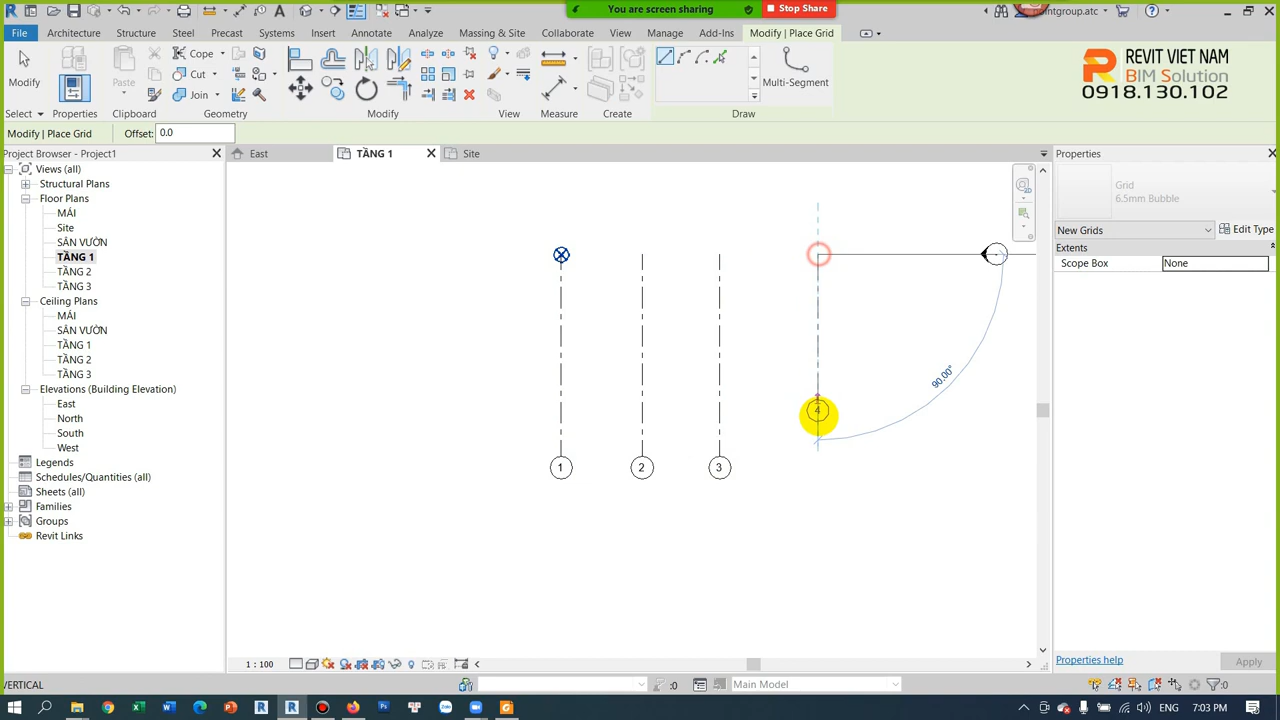 You are screen sharing
Stop Share
pointgroup.atc
File
Architecture
Structure
Steel
Precast
Systems
Insert
Annotate
Analyze
Massing & Site
Collaborate
View
Manage
Add-Ins
Modify | Place Grid
Modify
Paste
Cope
Cut
Join
Multi-Segment
Select
Properties
Clipboard
Geometry
Modify
View
Measure
Create
Draw
REVIT VIET NAM
BIM Solution
0918.130.102
Modify | Place Grid
Offset: 0.0
Project Browser - Project1
East
TẦNG 1
Site
Properties
Views (all)
Structural Plans
Floor Plans
MÁI
Site
SÂN VƯỜN
TẦNG 1
TẦNG 2
TẦNG 3
Ceiling Plans
MÁI
SÂN VƯỜN
TẦNG 1
TẦNG 2
TẦNG 3
Elevations (Building Elevation)
East
North
South
West
Legends
Schedules/Quantities (all)
Sheets (all)
Families
Groups
Revit Links
90.00°
4
1
2
3
Grid
6.5mm Bubble
New Grids
Edit Type
Extents
Scope Box
None
Properties help
Apply
1 : 100
VERTICAL
:0
Main Model
:0
ENG
7:03 PM